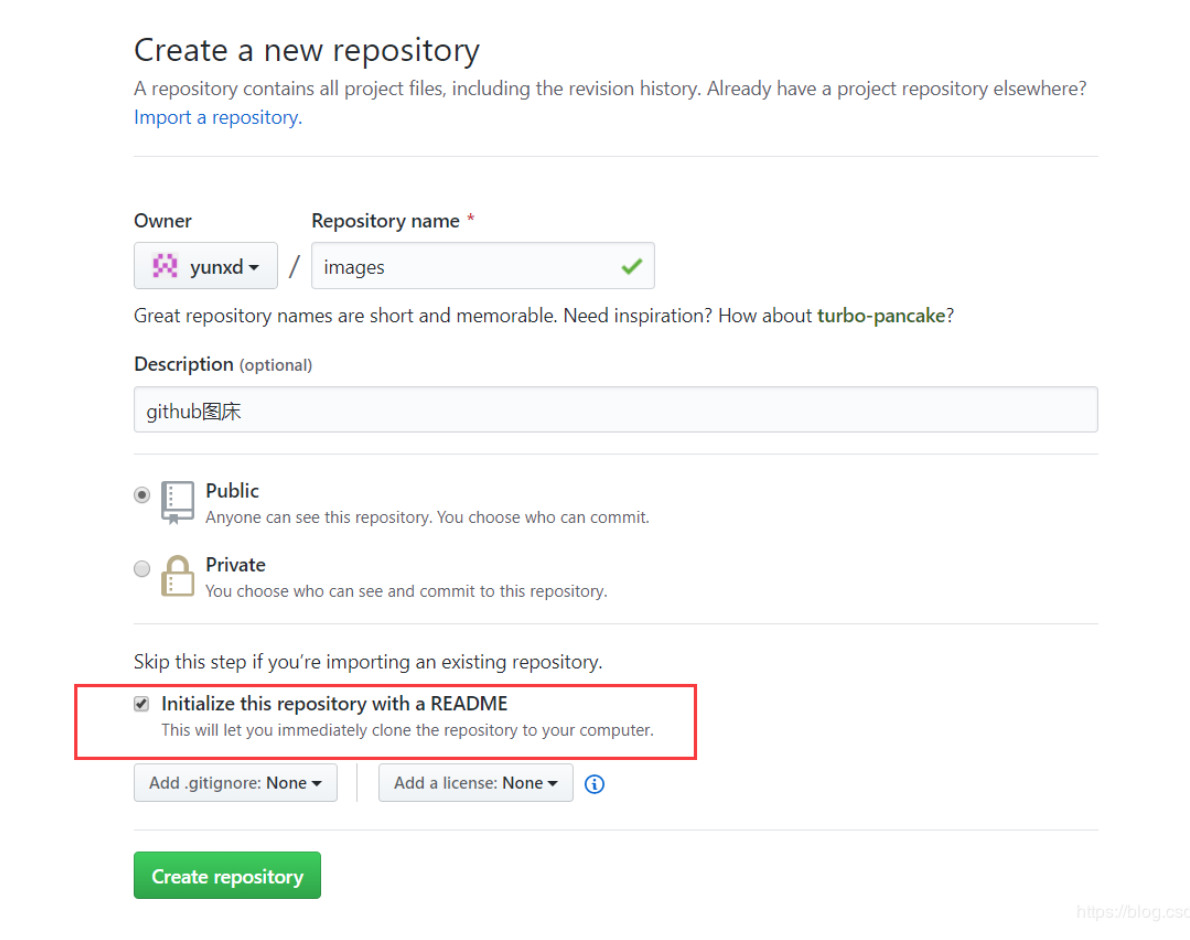 Create a new repository
A repository contains all project files, including the revision history. Already have a project repository elsewhere?
Import a repository.
Owner
Repository name *
yunxd
/
images
Great repository names are short and memorable. Need inspiration? How about turbo-pancake?
Description (optional)
github图床
Public
Anyone can see this repository. You choose who can commit.
Private
You choose who can see and commit to this repository.
Skip this step if you’re importing an existing repository.
Initialize this repository with a README
This will let you immediately clone the repository to your computer.
Add .gitignore: None
Add a license: None
Create repository
https://blog.csd